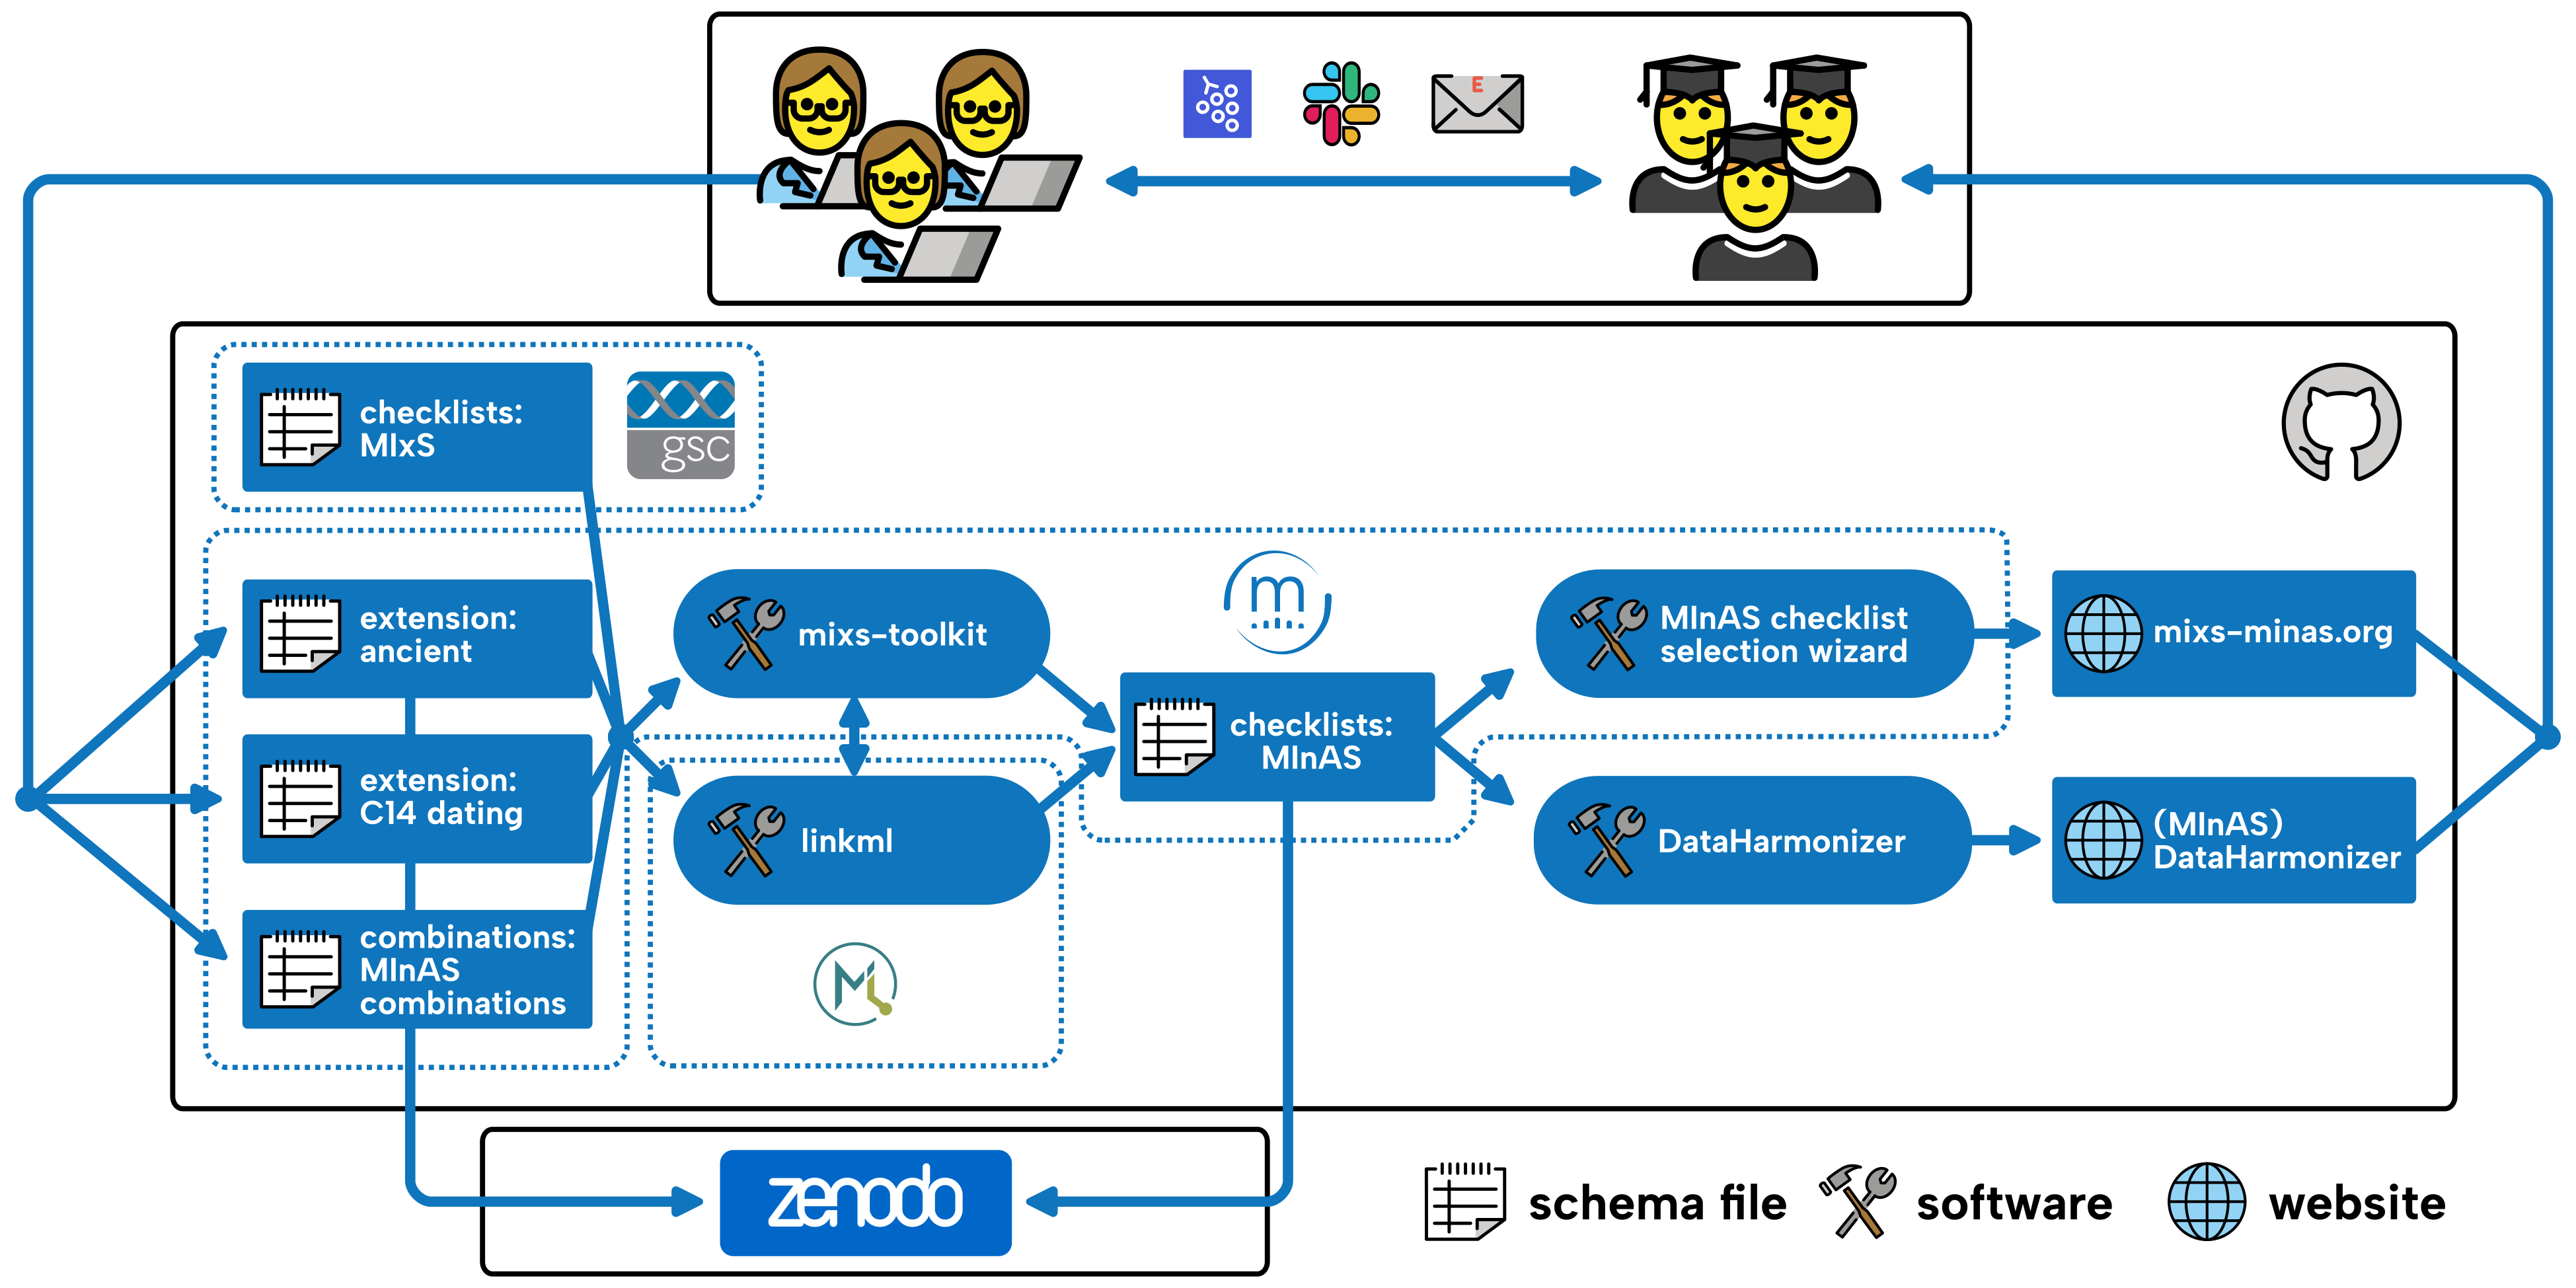 E
checklists:
MIxS
gsc
extension:
ancient
extension:
C14 dating
combinations:
MInAS
combinations
mixs-toolkit
linkml
m
checklists:
MInAS
MInAS checklist
selection wizard
DataHarmonizer
mixs-minas.org
(MInAS)
DataHarmonizer
zenodo
schema file
software
website